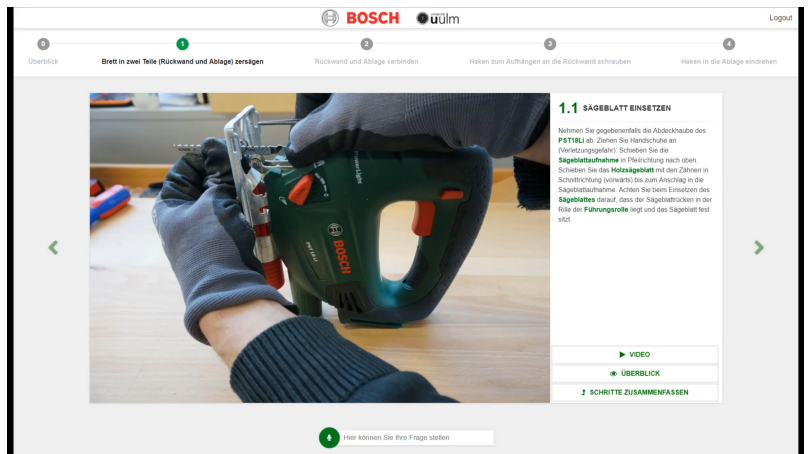 BOSCH
uulm
Logout
0
1
2
3
4
Überblick
Brett in zwei Teile (Rückwand und Ablage) zersägen
Rückwand und Ablage verbinden
Haken zum Aufhängen an die Rückwand schrauben
Haken in die Ablage eindrehen
PowerLight
BOSCH
PST 18 LI
1.1 SÄGEBLATT EINSETZEN
Nehmen Sie gegebenenfalls die Abdeckhaube des
PST18Li ab. Ziehen Sie Handschuhe an
(Verletzungsgefahr). Schieben Sie die
Sägeblattaufnahme in Pfeilrichtung nach oben.
Schieben Sie das Holzsägeblatt mit den Zähnen in
Schnittrichtung (vorwärts) bis zum Anschlag in die
Sägeblattaufnahme. Achten Sie beim Einsetzen des
Sägeblattes darauf, dass der Sägeblattrücken in der
Rille der Führungsrolle liegt und das Sägeblatt fest
sitzt.
VIDEO
ÜBERBLICK
SCHRITTE ZUSAMMENFASSEN
Hier können Sie Ihre Frage stellen